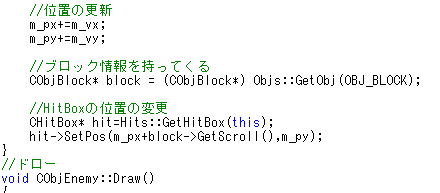 //位置の更新
m_px+=m_vx;
m_py+=m_vy;
//ブロック情報を持ってくる
CObjBlock* block = (CObjBlock*) Objs::GetObj(OBJ_BLOCK);
//HitBoxの位置の変更
CHitBox* hit=Hits::GetHitBox(this);
hit->SetPos(m_px+block->GetScroll(),m_py);
}
//ドロー
void CObjEnemy::Draw()
{